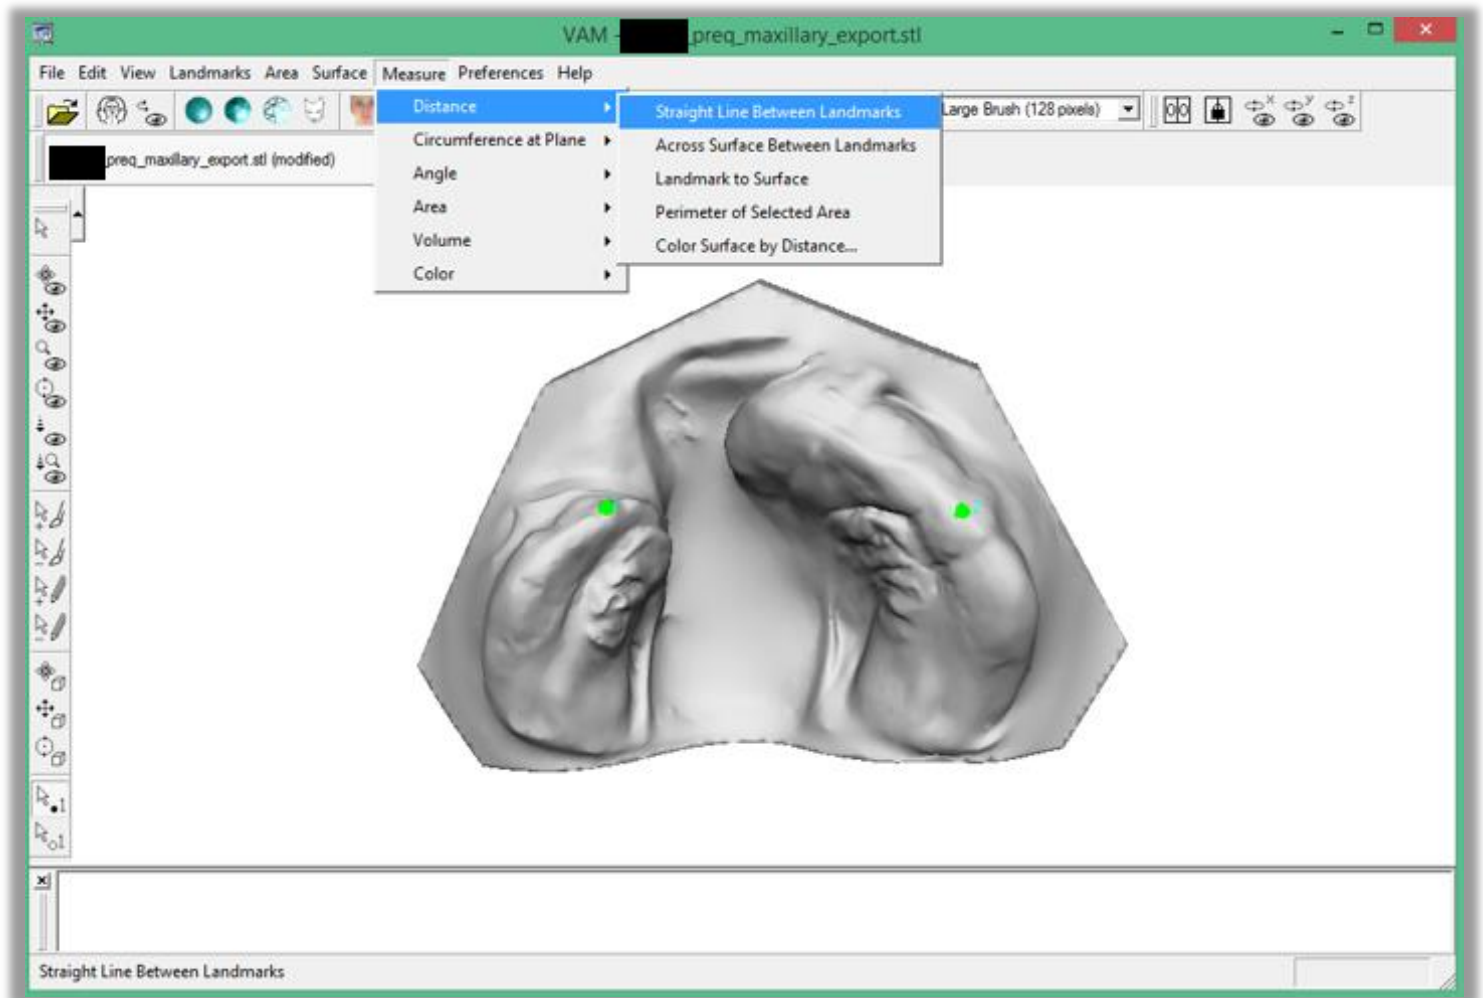 VAM - preq_maxillary_export.stl
File Edit View Landmarks Area Surface Measure Preferences Help
Large Brush (128 pixels)
preq_maxillary_export.stl (modified)
Distance
Circumference at Plane
Angle
Area
Volume
Color
Straight Line Between Landmarks
Across Surface Between Landmarks
Landmark to Surface
Perimeter of Selected Area
Color Surface by Distance...
X
Y
Z
1
1
Straight Line Between Landmarks